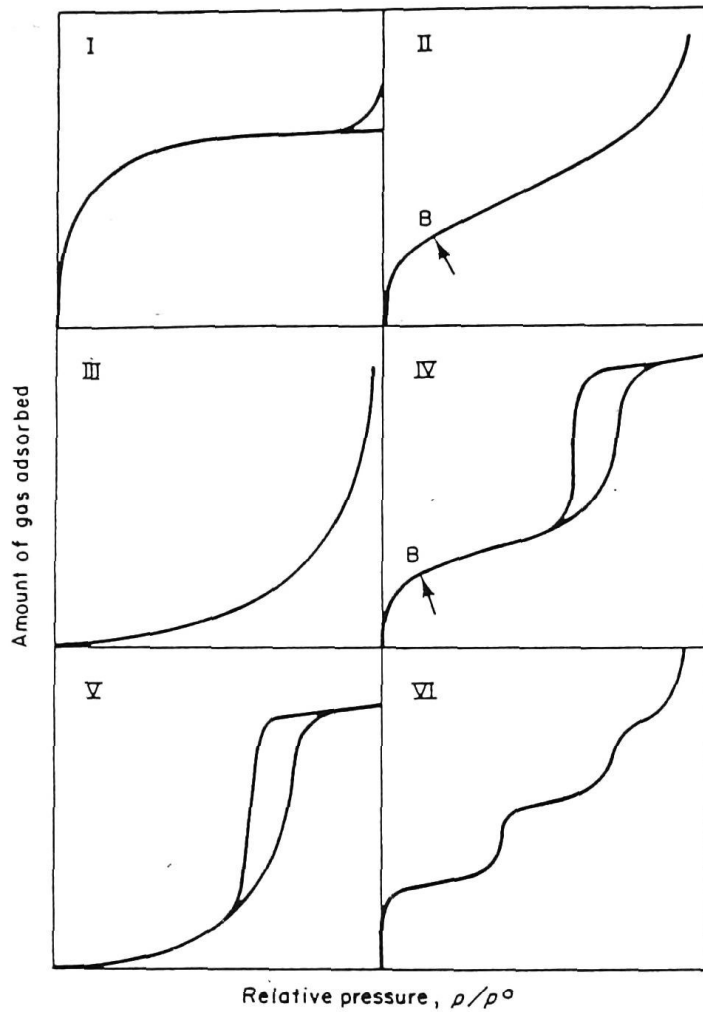 I
II
B
III
IV
B
V
VI
Amount of gas adsorbed
Relative pressure, p/p°